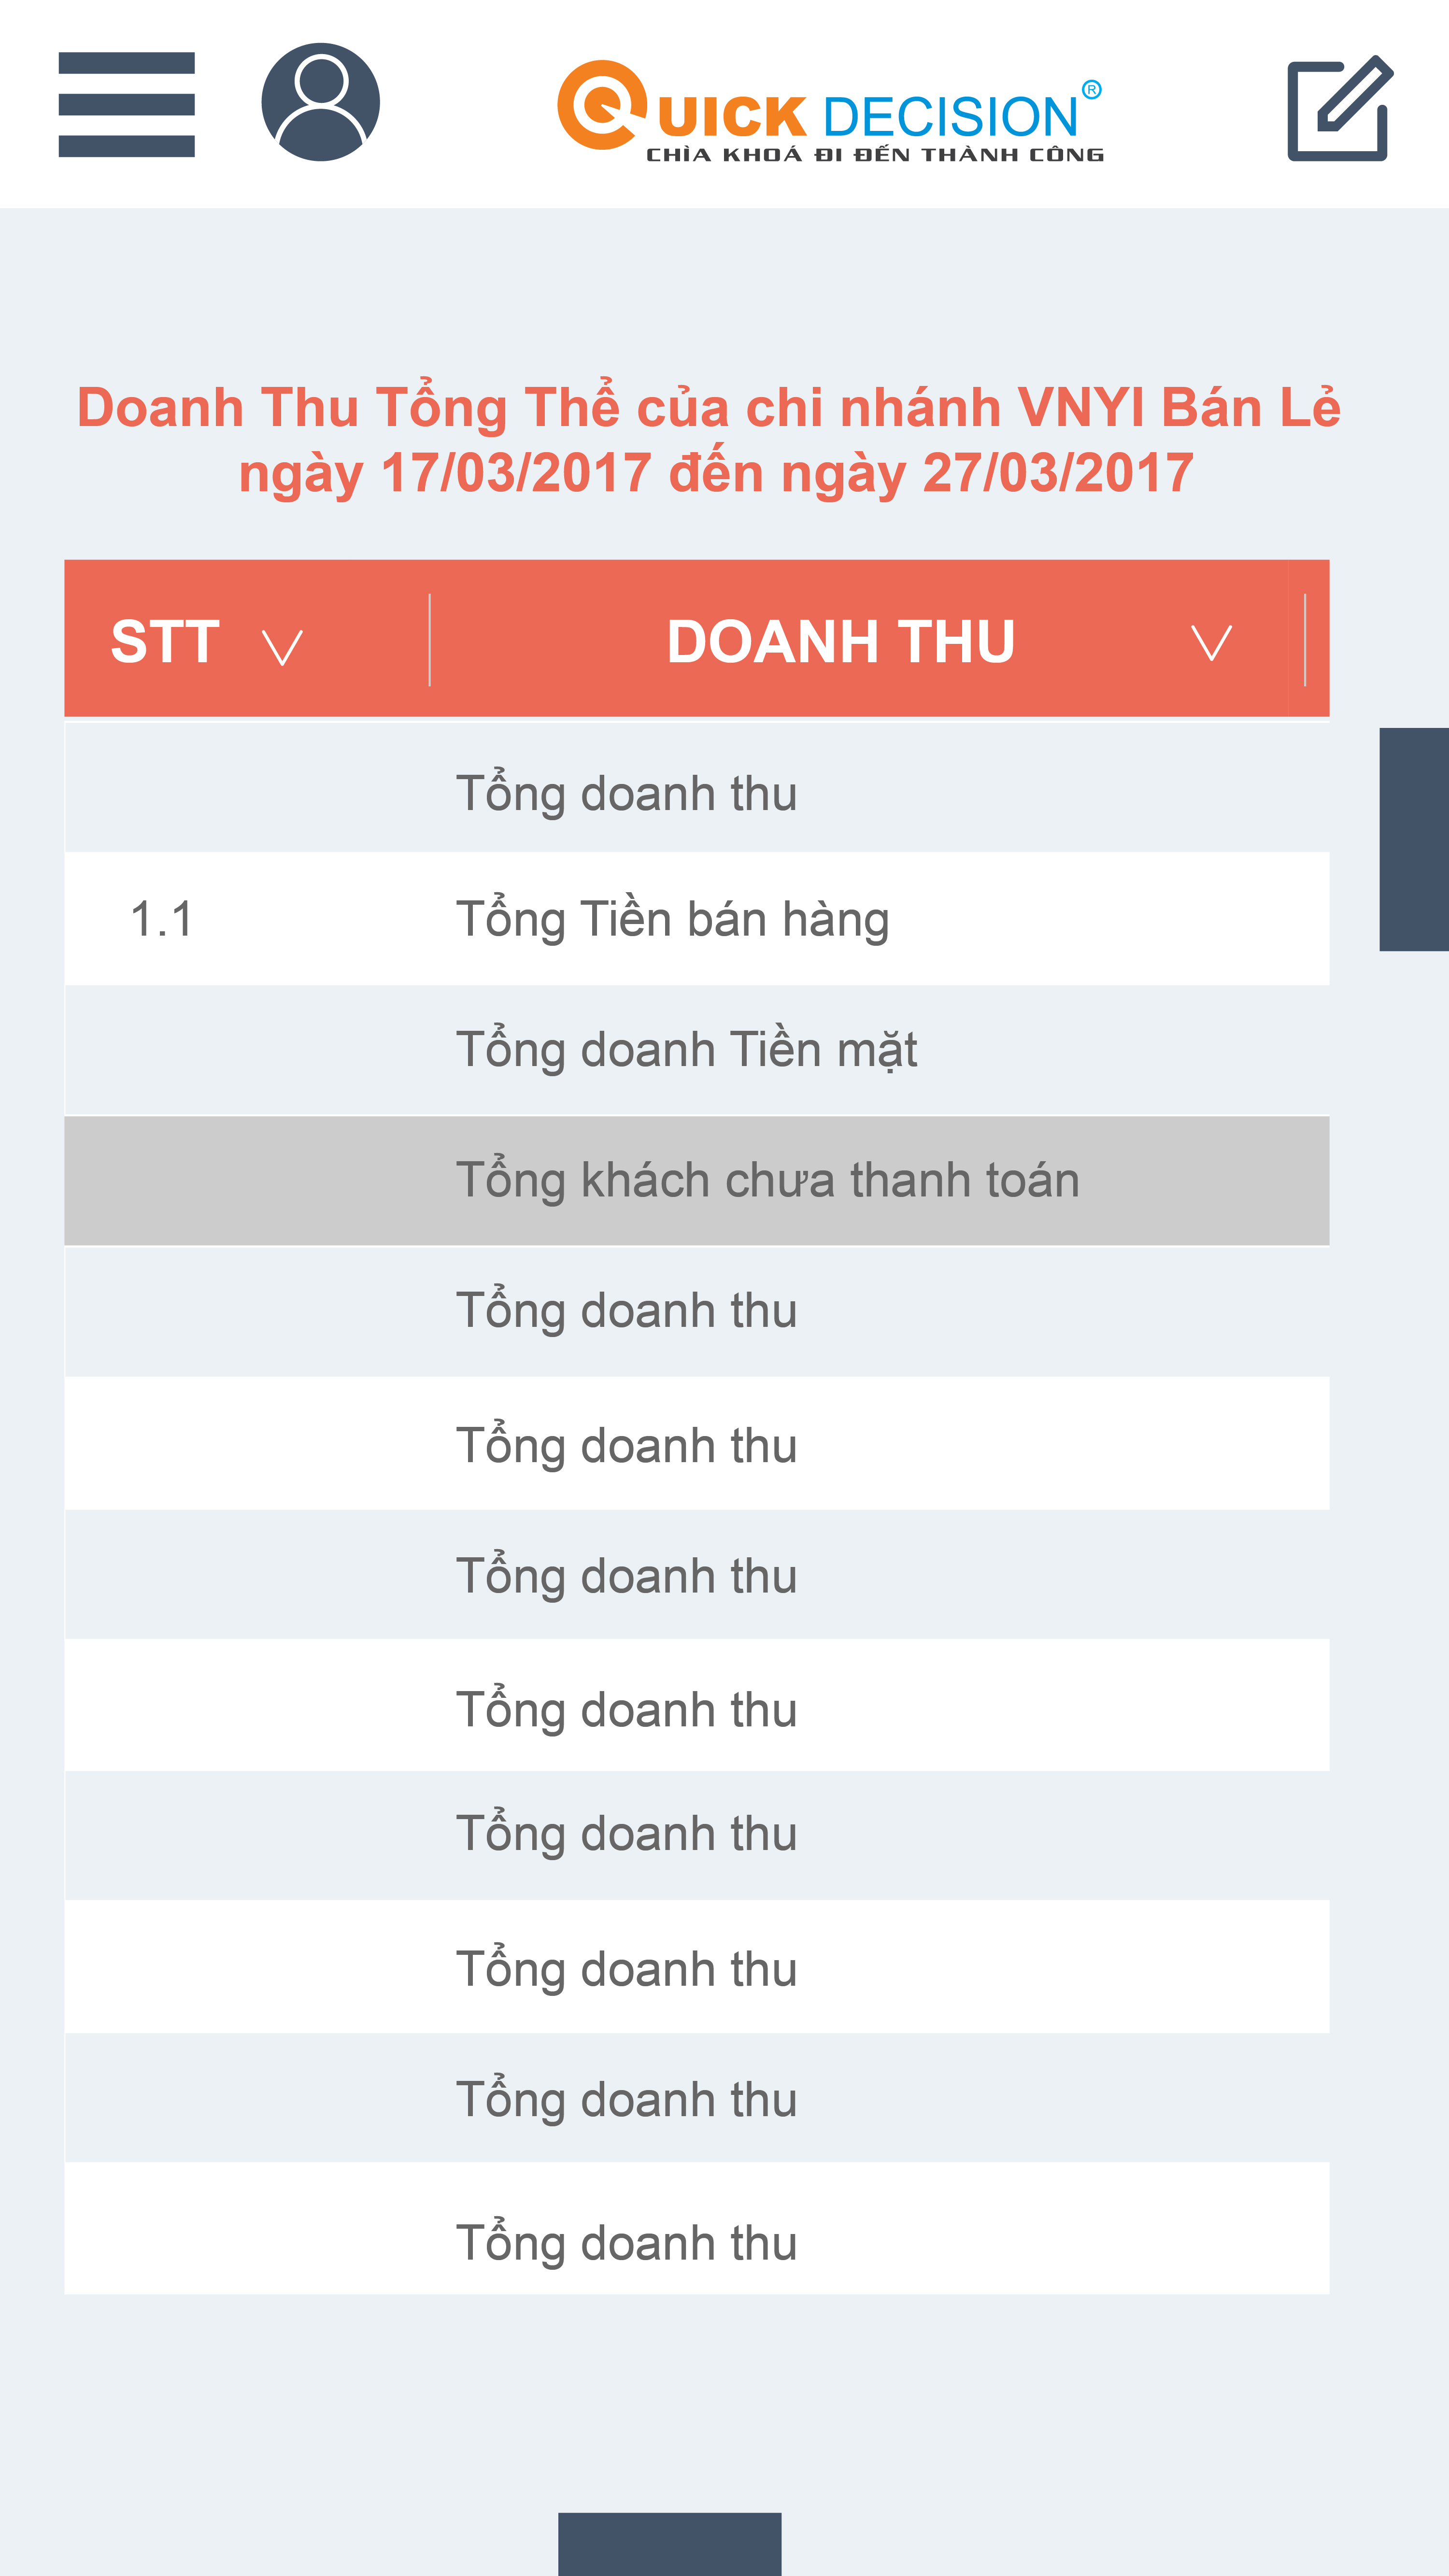 QUICK DECISION®
CHÌA KHOÁ ĐI ĐẾN THÀNH CÔNG
Doanh Thu Tổng Thể của chi nhánh VNYI Bán Lẻ
ngày 17/03/2017 đến ngày 27/03/2017
STT DOANH THU
Tổng doanh thu
1.1 Tổng Tiền bán hàng
Tổng doanh Tiền mặt
Tổng khách chưa thanh toán
Tổng doanh thu
Tổng doanh thu
Tổng doanh thu
Tổng doanh thu
Tổng doanh thu
Tổng doanh thu
Tổng doanh thu
Tổng doanh thu